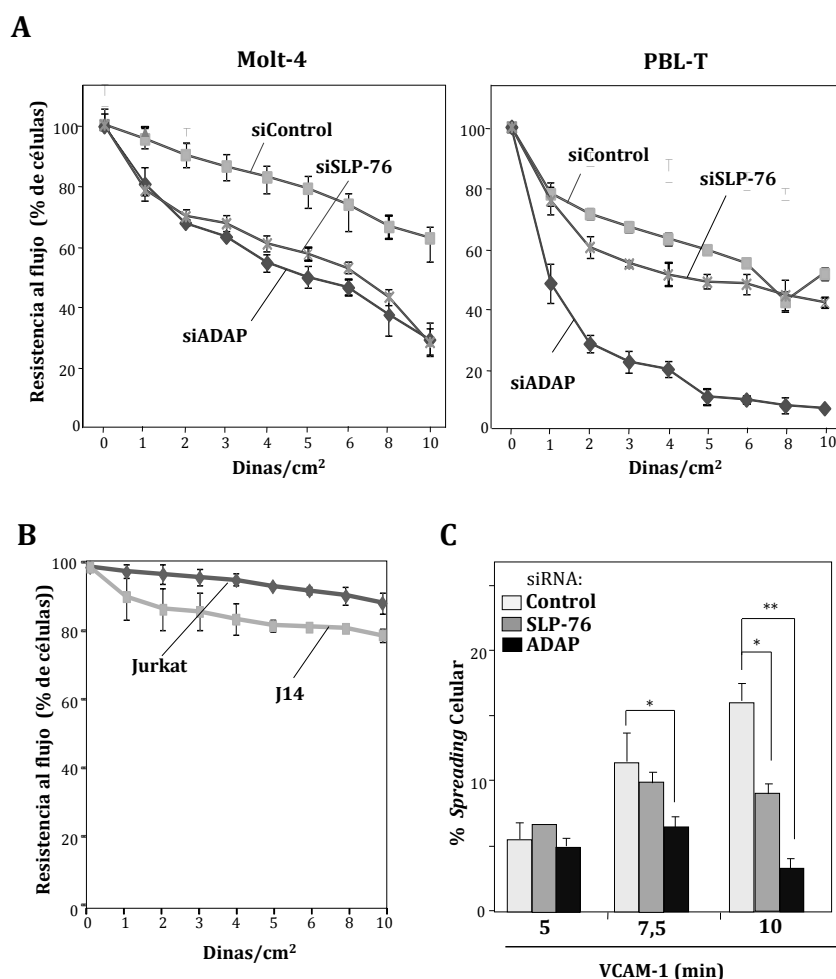 A
Molt-4
PBL-T
Resistencia al flujo (% de células)
100
80
60
40
20
0
siControl
siSLP-76
siADAP
0 1 2 3 4 5 6 8 10
Dinas/cm²
100
80
60
40
20
0
siControl
siSLP-76
siADAP
0 1 2 3 4 5 6 8 10
Dinas/cm²
B
Resistencia al flujo (% de células))
100
80
60
40
20
0
Jurkat
J14
0 1 2 3 4 5 6 8 10
Dinas/cm²
C
% Spreading Celular
20
10
0
siRNA:
Control
SLP-76
ADAP
*
*
**
5 7,5 10
VCAM-1 (min)